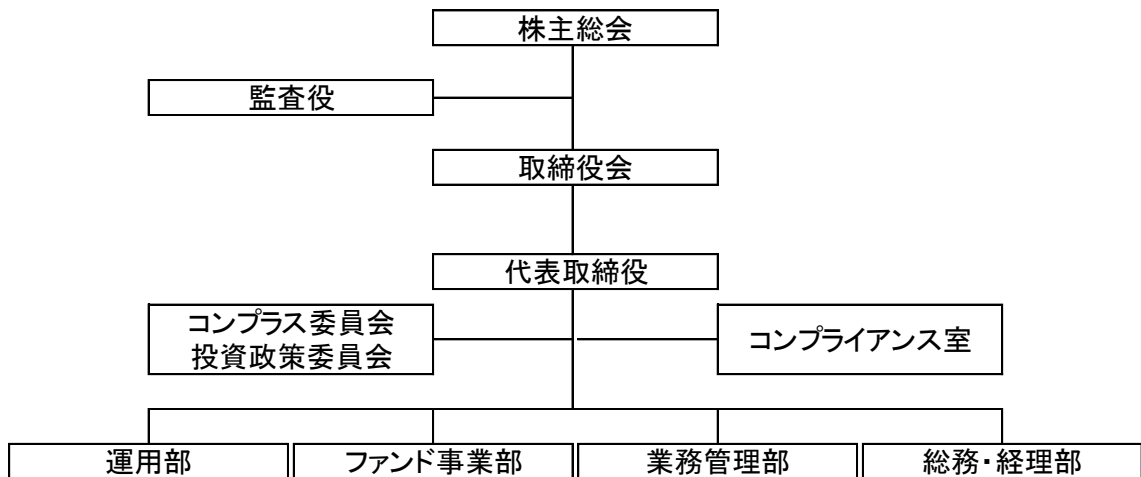 株主総会
監査役
取締役会
代表取締役
コンプラス委員会
投資政策委員会
コンプライアンス室
運用部
ファンド事業部
業務管理部
総務・経理部